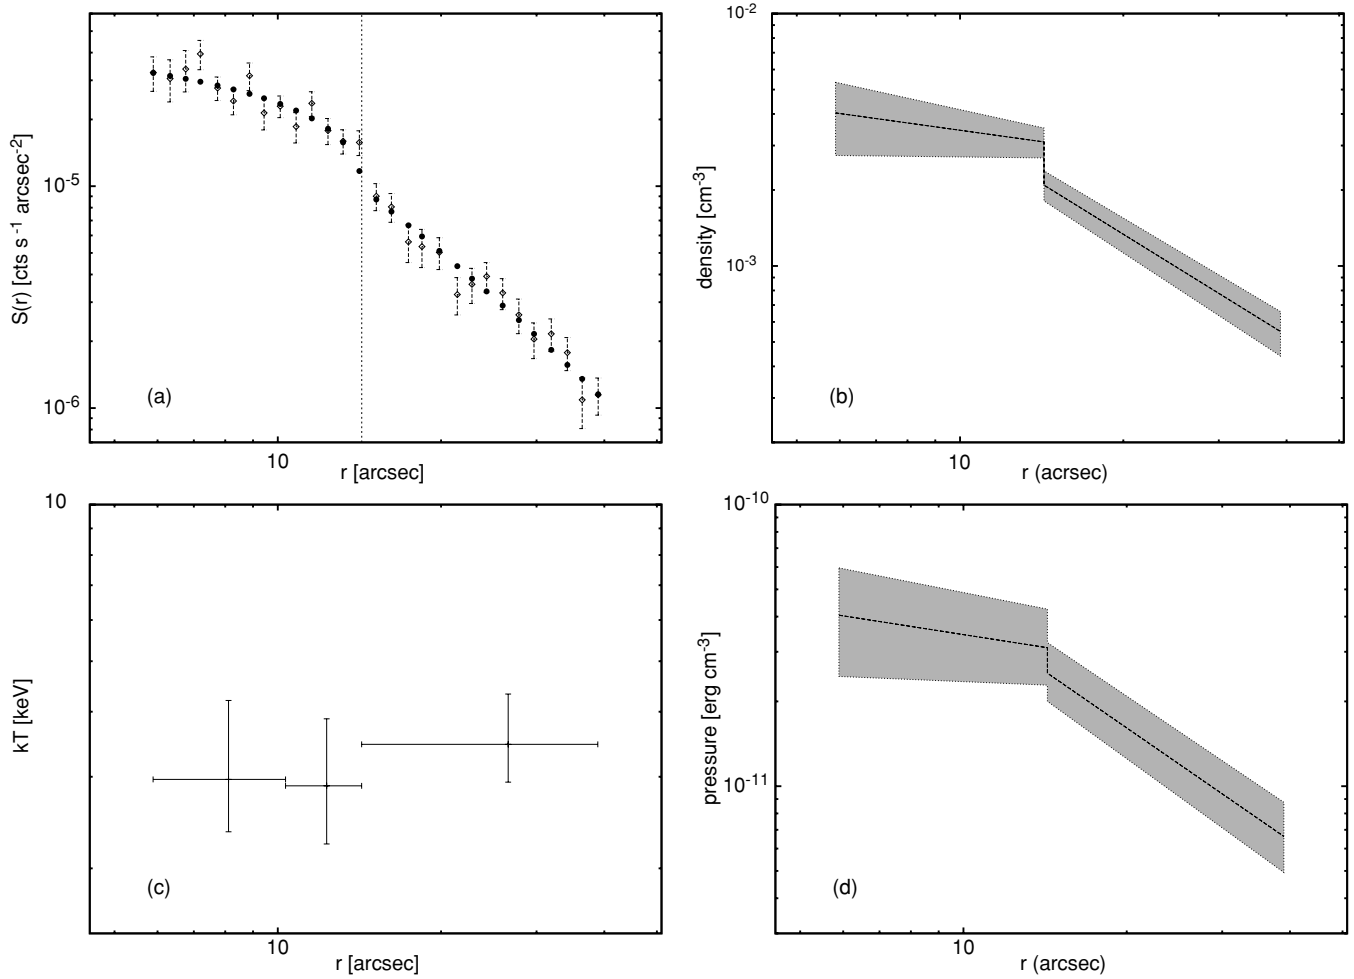 S(r) [cts s-1 arcsec-2]
10-5
10-6
(a)
10
r [arcsec]
density [cm-3]
10-2
10-3
(b)
10
r (acrsec)
kT [keV]
10
(c)
10
r [arcsec]
pressure [erg cm-3]
10-10
10-11
(d)
10
r (arcsec)